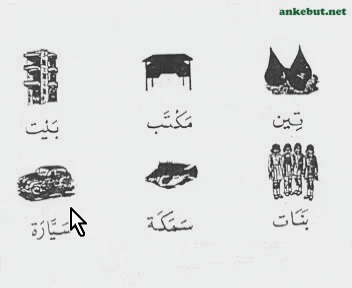 ankebut.net
تِين مَكْتَب بَيْت
بَنَات سَمَكَة سَيَّارَة